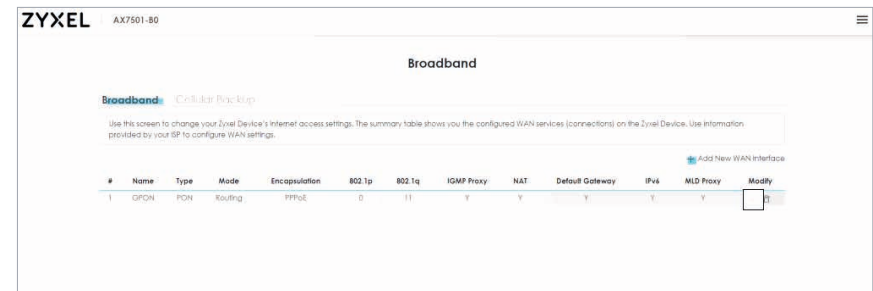 ZYXEL AX7501-B0
Broadband
Broadband Cellular Backup
Use this screen to change your Zyxel Device's internet access settings. The summary table shows you the configured WAN services (connections) on the Zyxel Device. Use information
provided by your ISP to configure WAN settings.
Add New WAN Interface
# Name Type Mode Encapsulation 802.1p 802.1q IGMP Proxy NAT Default Gateway IPv6 MLD Proxy Modify
1 GPON PON Routing PPPoE 0 11 Y Y Y Y Y